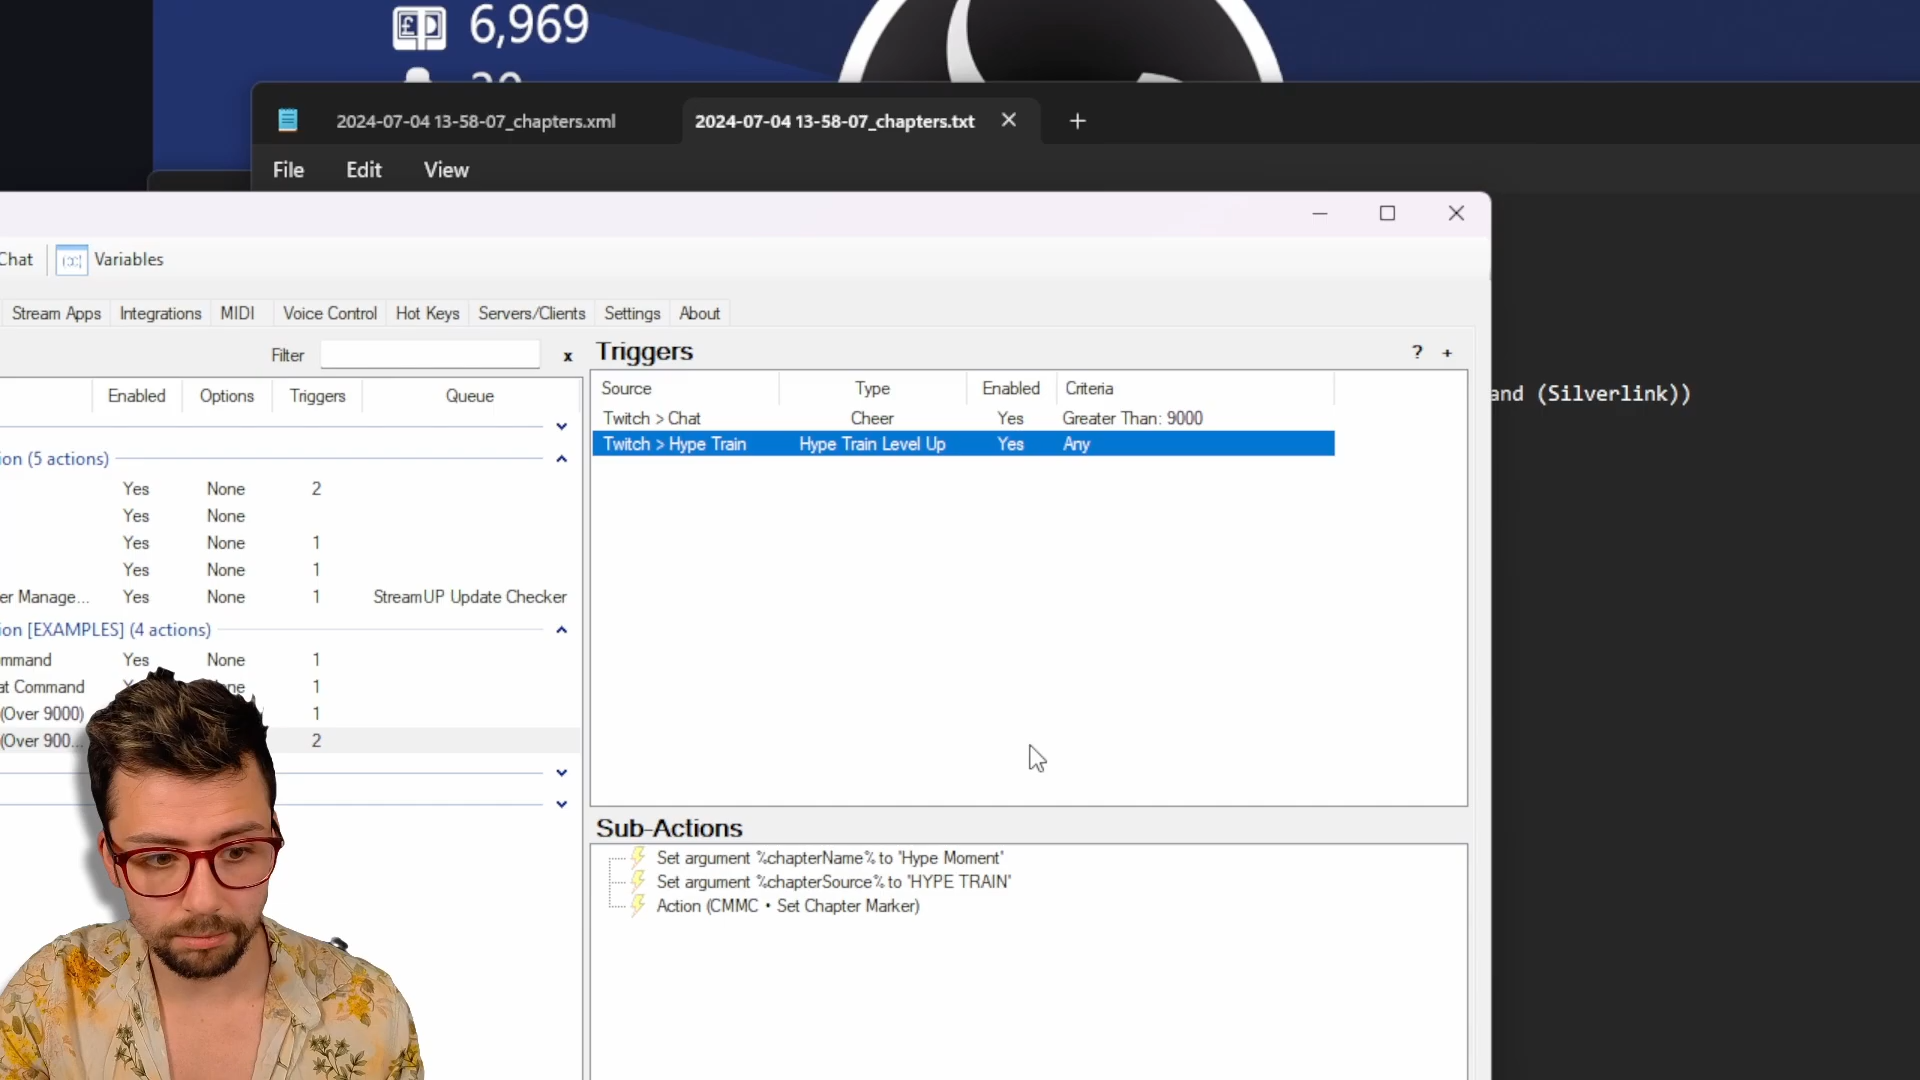 6,969
2024-07-04 13-58-07_chapters.xml
2024-07-04 13-58-07_chapters.txt
File Edit View
Chat Variables
Stream Apps Integrations MIDI Voice Control Hot Keys Servers/Clients Settings About
Filter x
Enabled Options Triggers Queue
ion (5 actions)
Yes None 2
Yes None
Yes None 1
Yes None 1
er Manage... Yes None 1 StreamUP Update Checker
ion [EXAMPLES] (4 actions)
mmand Yes None 1
at Command 1
(Over 9000) 1
(Over 900... 2
Triggers ? +
Source Type Enabled Criteria
Twitch > Chat Cheer Yes Greater Than: 9000
Twitch > Hype Train Hype Train Level Up Yes Any
and (Silverlink))
Sub-Actions
Set argument %chapterName% to 'Hype Moment'
Set argument %chapterSource% to 'HYPE TRAIN'
Action (CMMC • Set Chapter Marker)